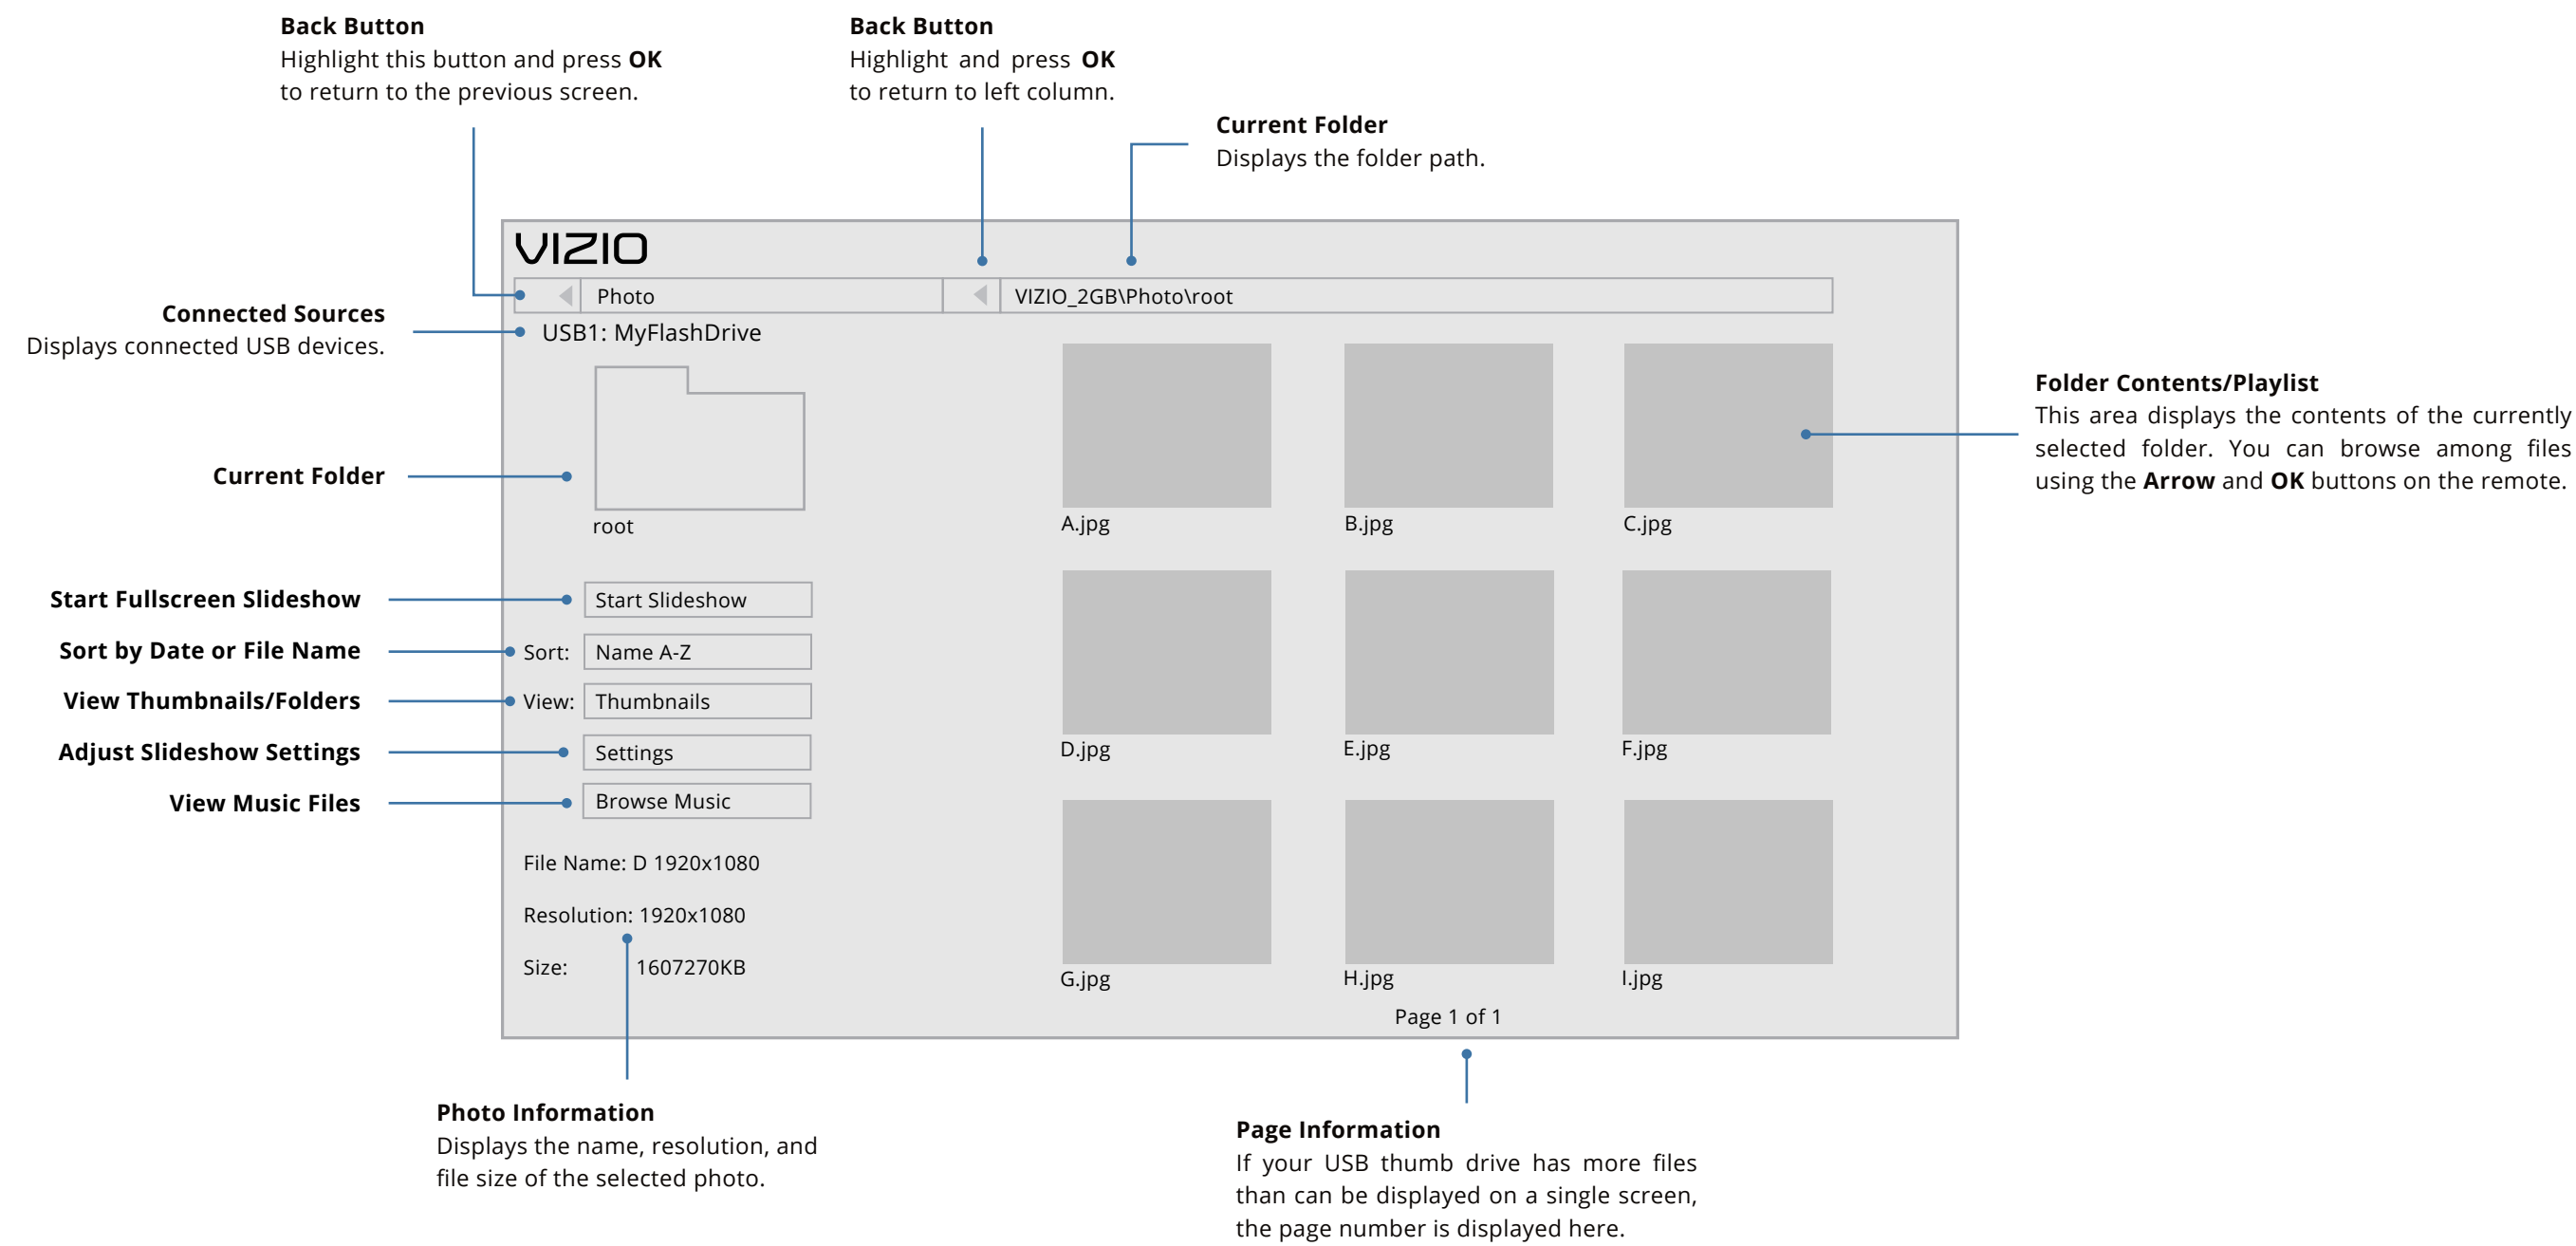 Back Button
Highlight this button and press OK
to return to the previous screen.
Back Button
Highlight and press OK
to return to left column.
Current Folder
Displays the folder path.
VIZIO
Photo
VIZIO_2GB\Photo\root
Connected Sources
Displays connected USB devices.
USB1: MyFlashDrive
Current Folder
root
Start Fullscreen Slideshow
Start Slideshow
Sort by Date or File Name
Sort: Name A-Z
View Thumbnails/Folders
View: Thumbnails
Adjust Slideshow Settings
Settings
View Music Files
Browse Music
File Name: D 1920x1080
Resolution: 1920x1080
Size: 1607270KB
A.jpg
B.jpg
C.jpg
D.jpg
E.jpg
F.jpg
G.jpg
H.jpg
I.jpg
Page 1 of 1
Folder Contents/Playlist
This area displays the contents of the currently
selected folder. You can browse among files
using the Arrow and OK buttons on the remote.
Photo Information
Displays the name, resolution, and
file size of the selected photo.
Page Information
If your USB thumb drive has more files
than can be displayed on a single screen,
the page number is displayed here.